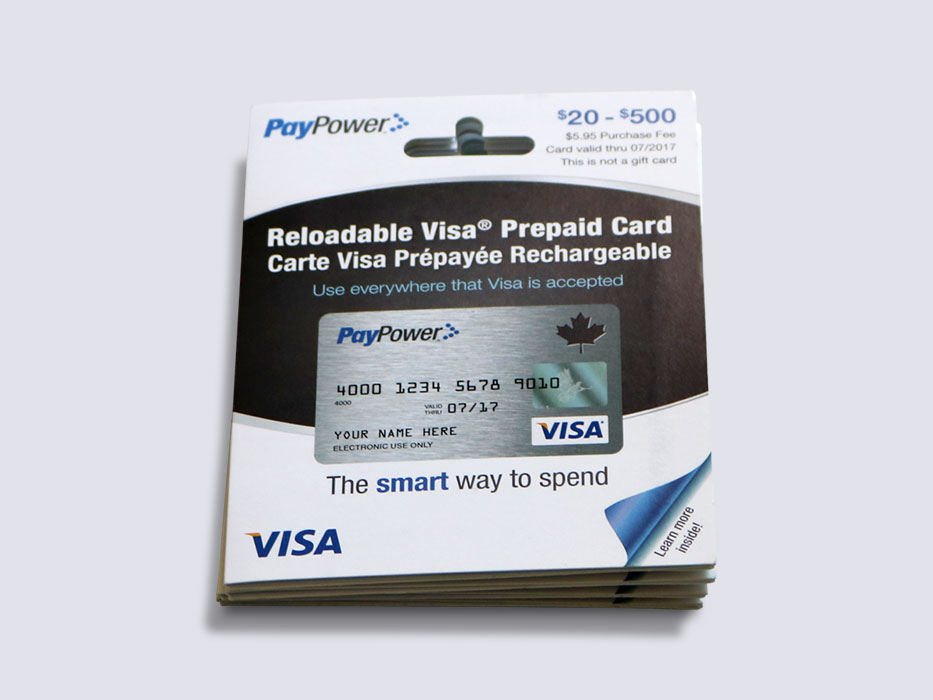 PayPower
$20 - $500
$5.95 Purchase Fee
Card valid thru 07/2017
This is not a gift card
Reloadable Visa® Prepaid Card
Carte Visa Prépayée Rechargeable
Use everywhere that Visa is accepted
PayPower™
4000 1234 5678 9010
4000
VALID
THRU 07/17
YOUR NAME HERE
ELECTRONIC USE ONLY
VISA
The smart way to spend
VISA
Learn more
inside!